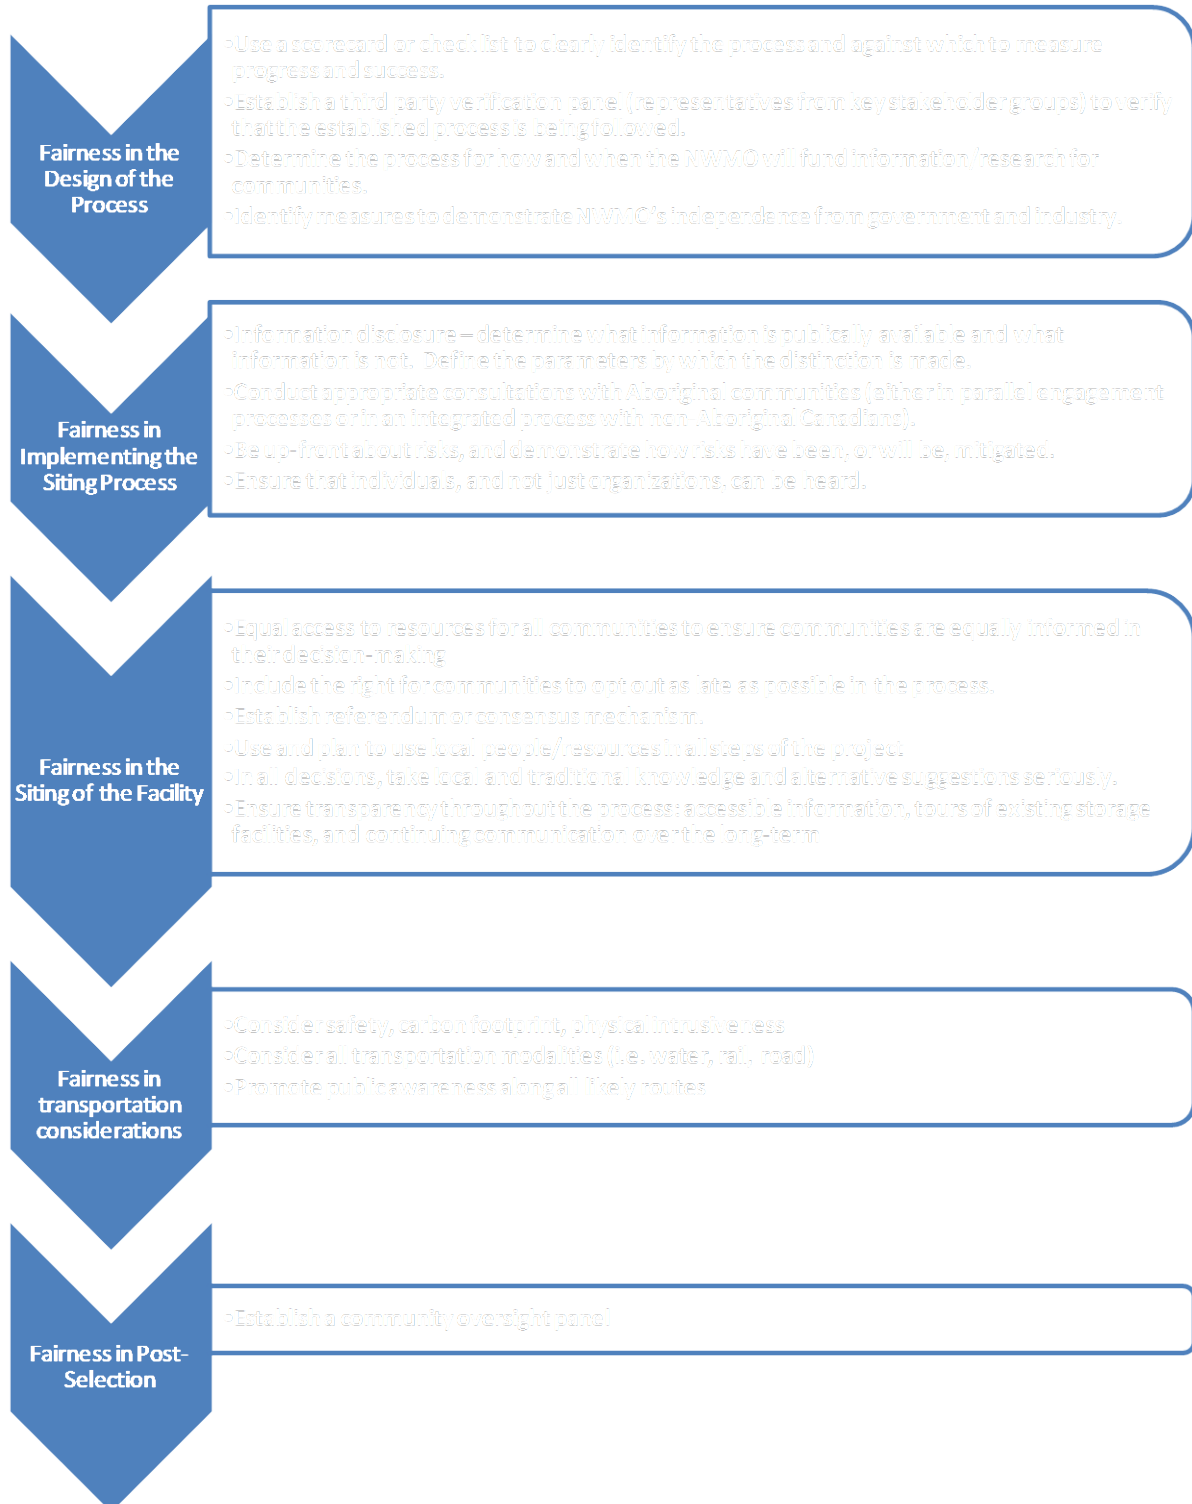 Fairness in the
Design of the
Process
•Use a scorecard or check list to clearly identify the process and against which to measure
progress and success.
•Establish a third party verification panel (representatives from key stakeholder groups) to verify
that the established process is being followed.
•Determine the process for how and when the NWMO will fund information/research for
communities.
•Identify measures to demonstrate NWMO's independence from government and industry.
Fairness in
Implementing the
Siting Process
•Information disclosure – determine what information is publically available and what
information is not. Define the parameters by which the distinction is made.
•Conduct appropriate consultations with Aboriginal communities (either in parallel engagement
processes or in an integrated process with non-Aboriginal Canadians).
•Be up-front about risks, and demonstrate how risks have been, or will be, mitigated.
•Ensure that individuals, and not just organizations, can be heard.
Fairness in the
Siting of the Facility
•Equal access to resources for all communities to ensure communities are equally informed in
their decision-making
•Include the right for communities to opt out as late as possible in the process.
•Establish referendum or consensus mechanism.
•Use and plan to use local people/resources in all steps of the project
•In all decisions, take local and traditional knowledge and alternative suggestions seriously.
•Ensure transparency throughout the process: accessible information, tours of existing storage
facilities, and continuing communication over the long-term
Fairness in
transportation
considerations
•Consider safety, carbon footprint, physical intrusiveness
•Consider all transportation modalities (i.e. water, rail, road)
•Promote public awareness along all likely routes
Fairness in Post-
Selection
•Establish a community oversight panel